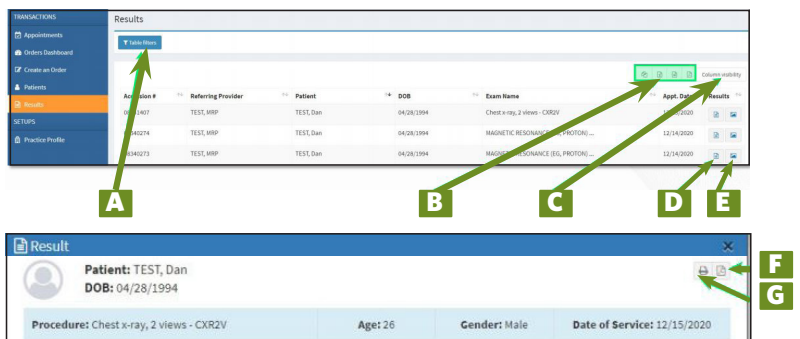 TRANSACTIONS
Results
Appointments
Table filters
Orders Dashboard
Create an Order
Column visibility
Patients
Accession # Referring Provider Patient DOB Exam Name Appt. Date Results
Results
TEST, MRP TEST, Dan 04/28/1994 Chest x-ray, 2 views - CXR2V
SETUPS
TEST, MRP TEST, Dan 04/28/1994 MAGNETIC RESONANCE (EG, PROTON) ... 12/14/2020
Practice Profile
TEST, MRP TEST, Dan 04/28/1994 MAGNETIC RESONANCE (EG, PROTON) ... 12/14/2020
A B C D E
Result
Patient: TEST, Dan
F
DOB: 04/28/1994
G
Procedure: Chest x-ray, 2 views - CXR2V Age: 26 Gender: Male Date of Service: 12/15/2020